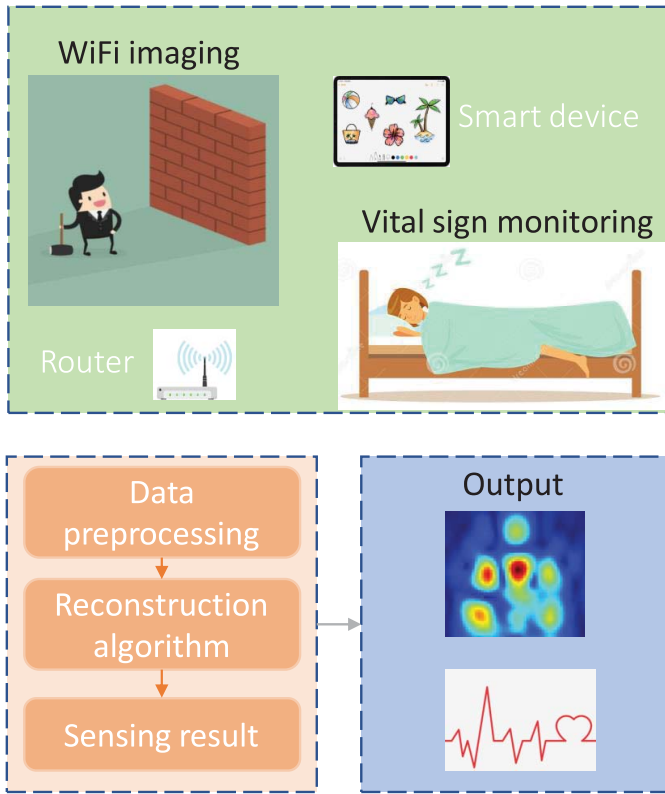 WiFi imaging
Smart device
Vital sign monitoring
z z z z
Router
Data
preprocessing
Reconstruction
algorithm
Sensing result
Output